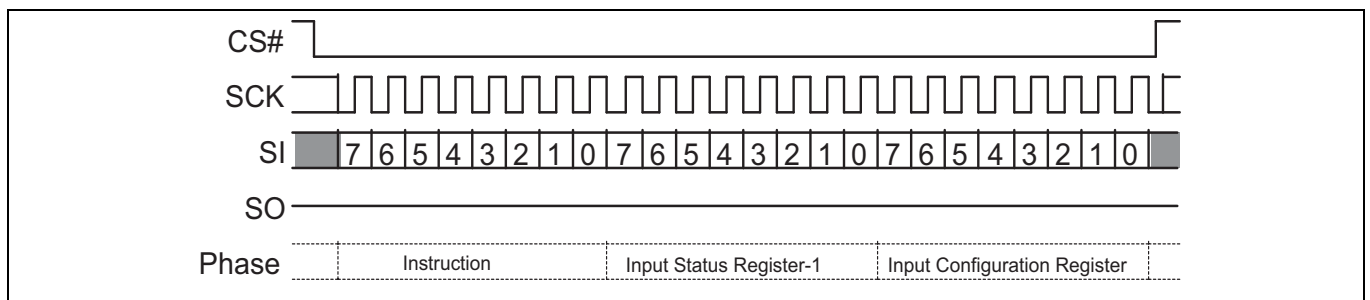 CS#
SCK
SI 7 6 5 4 3 2 1 0 7 6 5 4 3 2 1 0 7 6 5 4 3 2 1 0
SO
Phase Instruction Input Status Register-1 Input Configuration Register